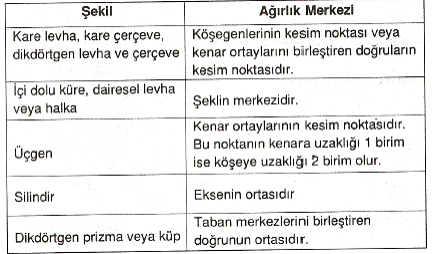 Şekil
Ağırlık Merkezi
Kare levha, kare çerçeve,
dikdörtgen levha ve çerçeve
Köşegenlerinin kesim noktası veya
kenar ortaylarını birleştiren doğruların
kesim noktasıdır.
İçi dolu küre, dairesel levha
veya halka
Şeklin merkezidir.
Üçgen
Kenar ortaylarının kesim noktasıdır.
Bu noktanın kenara uzaklığı 1 birim
ise köşeye uzaklığı 2 birim olur.
Silindir
Eksenin ortasıdır
Dikdörtgen prizma veya küp
Taban merkezlerini birleştiren
doğrunun ortasıdır.